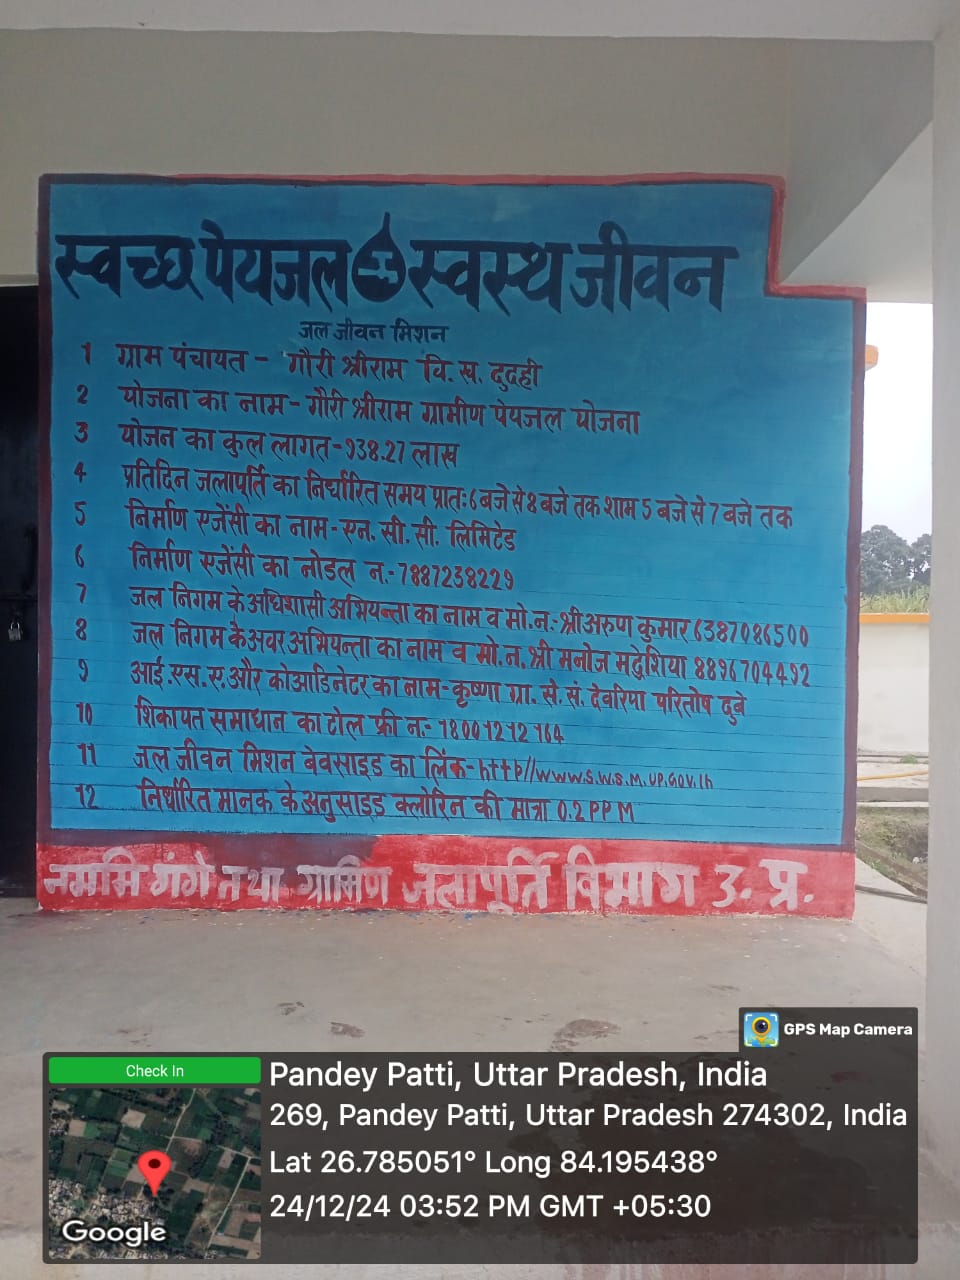 स्वच्छ पेयजल स्वस्थ जीवन
जल जीवन मिशन
1 ग्राम पंचायत - गौरी श्रीराम वि. ख. दुदही
2 योजना का नाम - गौरी श्रीराम ग्रामीण पेयजल योजना
3 योजन का कुल लागत - 938.27 लाख
4 प्रतिदिन जलापूर्ति का निर्धारित समय प्रातः 6 बजे से 8 बजे तक शाम 5 बजे से 7 बजे तक
5 निर्माण एजेंसी का नाम - एन. सी. सी. लिमिटेड
6 निर्माण एजेंसी का नोडल न.- 7887238229
7 जल निगम के अधिशासी अभियन्ता का नाम व मो.न.- श्री अरुण कुमार 6387086500
8 जल निगम के अवर अभियन्ता का नाम व मो.न. श्री मनोज मद्देशिया 8896704492
9 आई.एस.ए. और कोआडिनेटर का नाम - कृष्णा ग्रा. से. सं. देवरिया परितोष दुबे
10 शिकायत समाधान का टोल फ्री न.- 18001212164
11 जल जीवन मिशन बेवसाइड का लिंक - http//www.s.w.s.m.up.gov.in
12 निर्धारित मानक के अनुसाइड क्लोरिन की मात्रा 0.2 PPM
नमामि गंगे तथा ग्रामिण जलापूर्ति विभाग उ. प्र.
GPS Map Camera
Check In
Pandey Patti, Uttar Pradesh, India
269, Pandey Patti, Uttar Pradesh 274302, India
Lat 26.785051° Long 84.195438°
24/12/24 03:52 PM GMT +05:30
Google